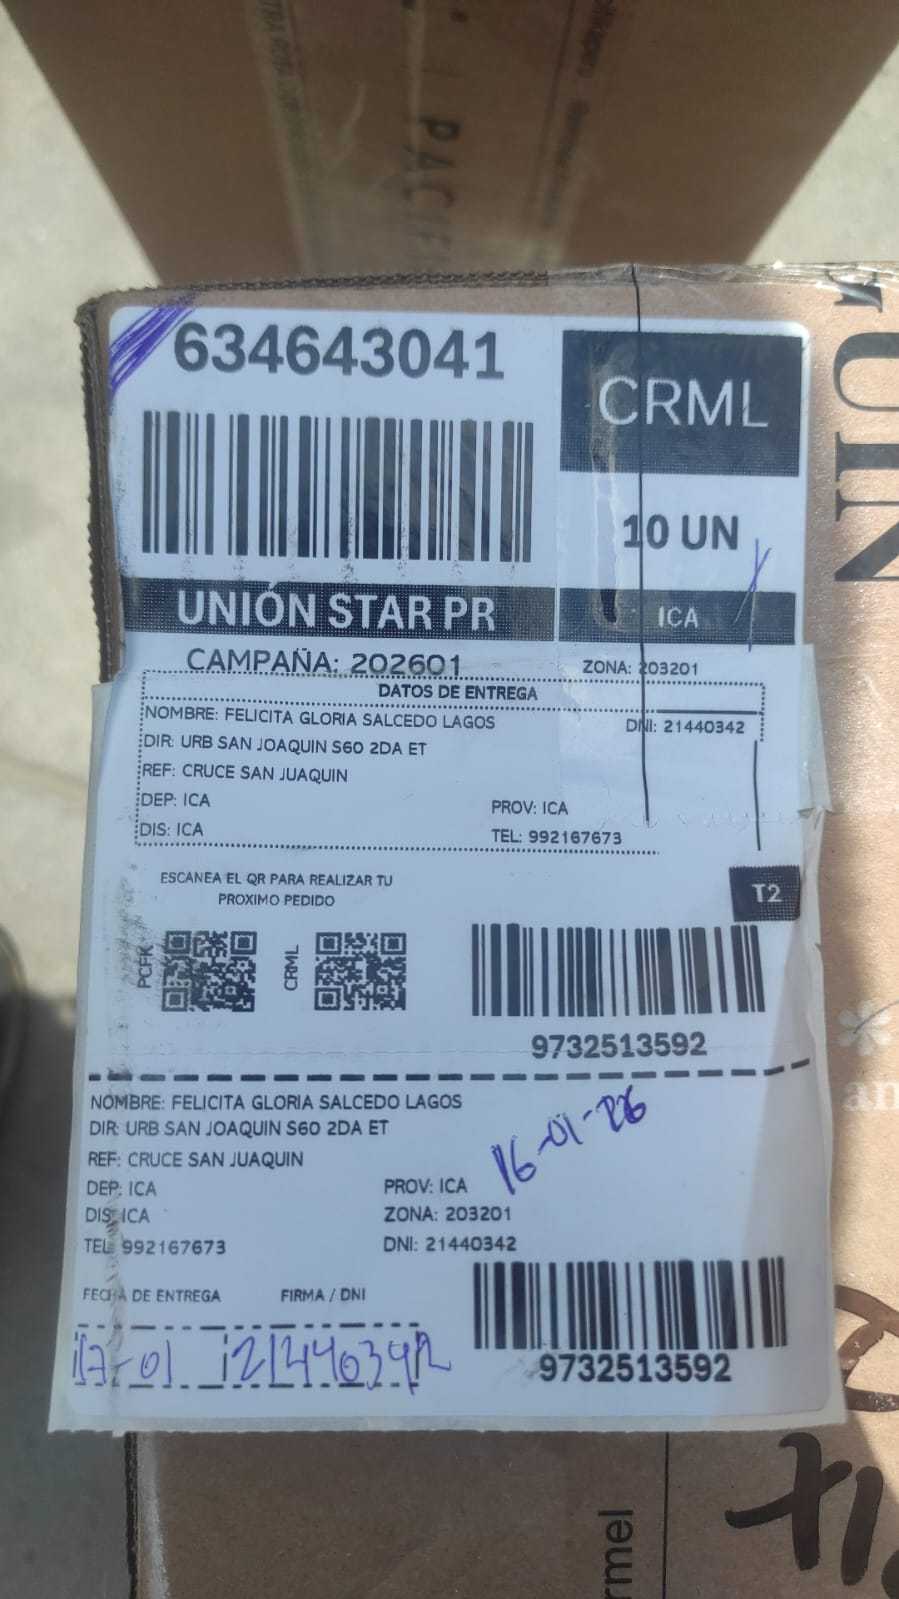 PACIF
634643041
CRML
10 UN
UNIÓN STAR PR
ICA
CAMPAÑA: 202601
ZONA: 203201
DATOS DE ENTREGA
NOMBRE: FELICITA GLORIA SALCEDO LAGOS
DNI: 21440342
DIR: URB SAN JOAQUIN S60 2DA ET
REF: CRUCE SAN JUAQUIN
DEP: ICA
PROV: ICA
DIS: ICA
TEL: 992167673
ESCANEA EL QR PARA REALIZAR TU
PROXIMO PEDIDO
T2
PCFK
CRML
9732513592
NOMBRE: FELICITA GLORIA SALCEDO LAGOS
DIR: URB SAN JOAQUIN S60 2DA ET
16-01-26
REF: CRUCE SAN JUAQUIN
DEP: ICA
PROV: ICA
DIS: ICA
ZONA: 203201
TEL: 992167673
DNI: 21440342
FECHA DE ENTREGA
FIRMA / DNI
17-01
21440342
9732513592
an
rmel